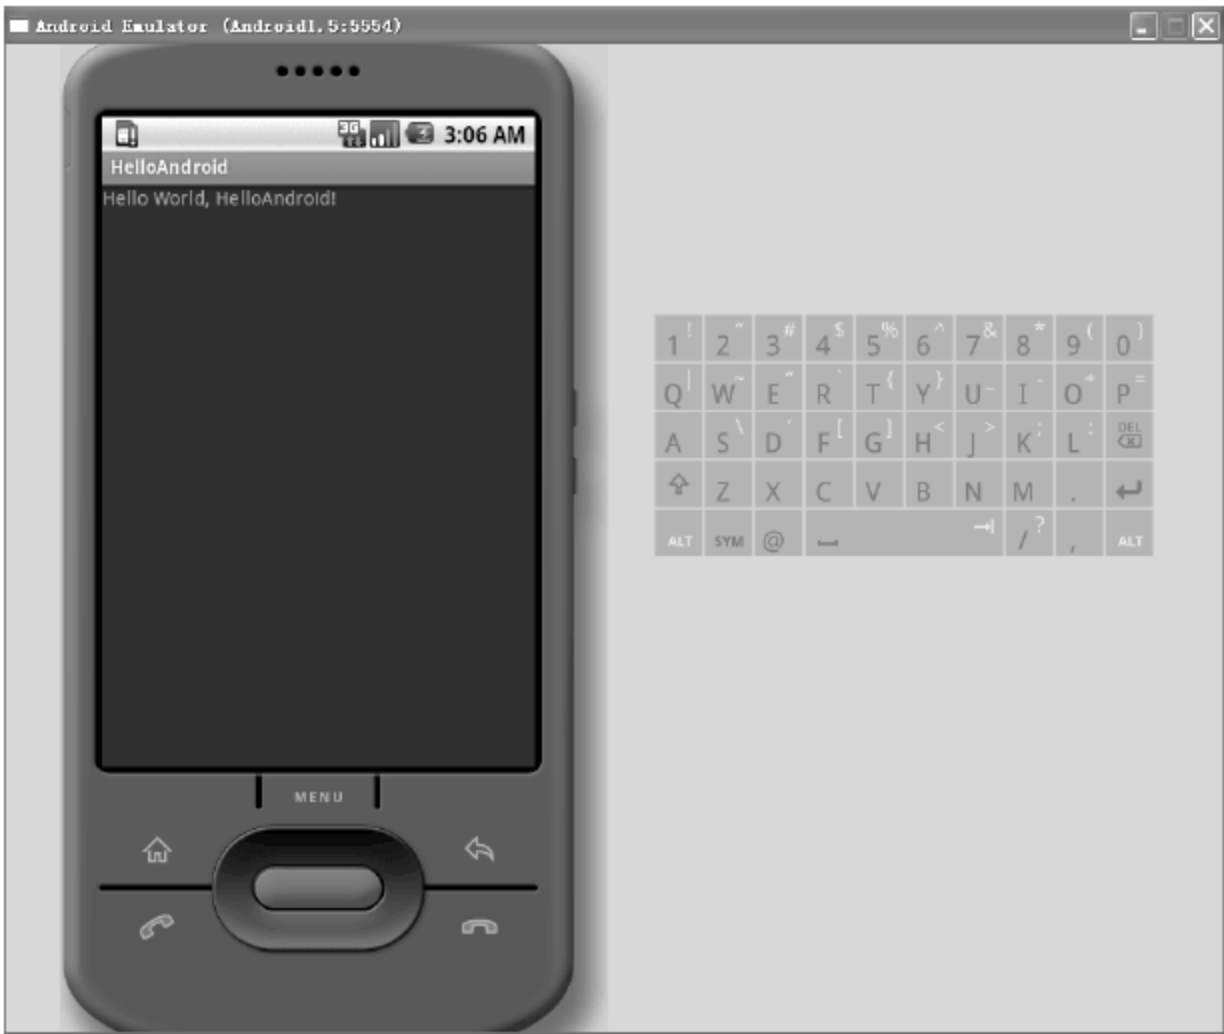 Android Emulator (Android1.5:5554)
3G 3:06 AM
HelloAndroid
Hello World, HelloAndroid!
MENU
1 ! 2 " 3 # 4 $ 5 % 6 ^ 7 & 8 * 9 ( 0 )
Q | W ~ E " R ` T { Y } U _ I - O + P =
A S \ D ' F [ G ] H < J > K ; L : DEL
Z X C V B N M .
ALT SYM @ / ? , ALT